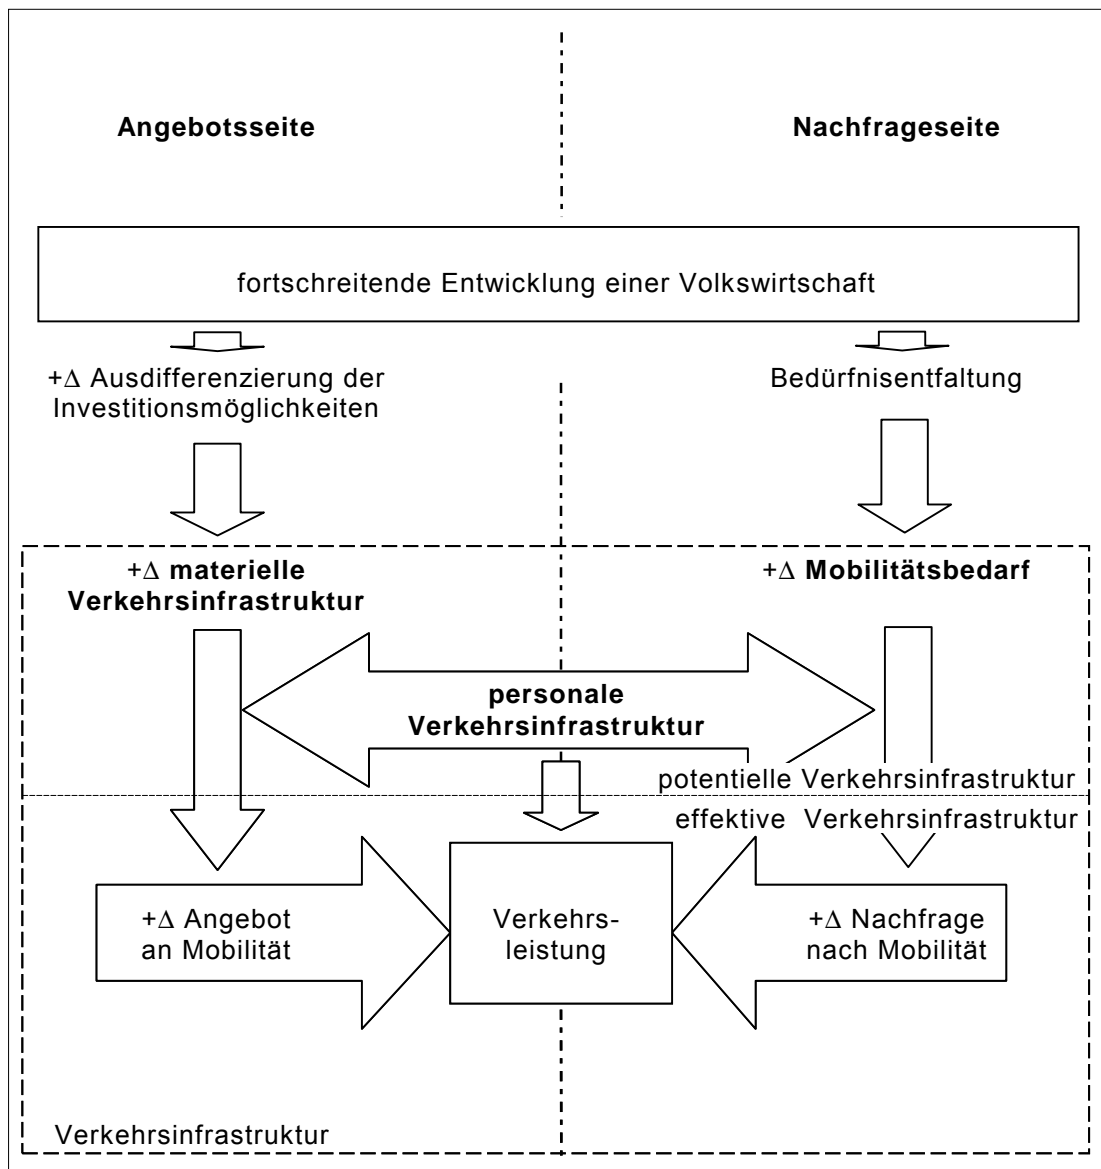 Angebotsseite
Nachfrageseite
fortschreitende Entwicklung einer Volkswirtschaft
+Δ Ausdifferenzierung der
Investitionsmöglichkeiten
Bedürfnisentfaltung
+Δ materielle
Verkehrsinfrastruktur
+Δ Mobilitätsbedarf
personale
Verkehrsinfrastruktur
potentielle Verkehrsinfrastruktur
effektive Verkehrsinfrastruktur
+Δ Angebot
an Mobilität
Verkehrs-
leistung
+Δ Nachfrage
nach Mobilität
Verkehrsinfrastruktur